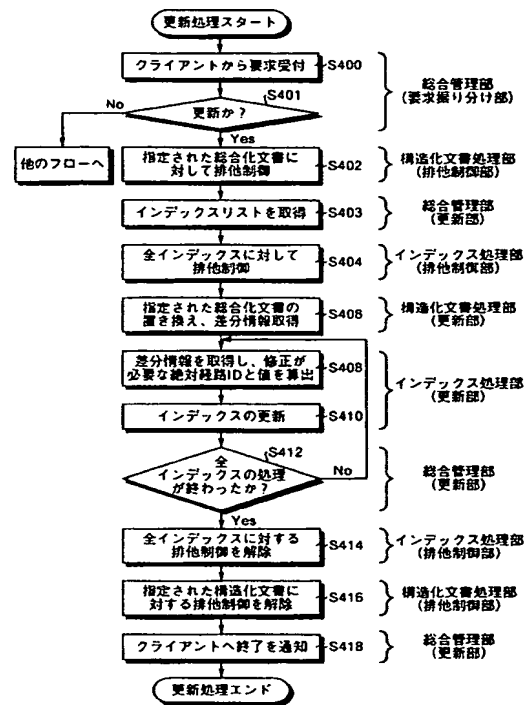 更新処理スタート
クライアントから要求受付
S400
総合管理部
(要求振り分け部)
S401
更新か?
No
Yes
他のフローへ
指定された総合化文書に
対して排他制御
S402
構造化文書処理部
(排他制御部)
インデックスリストを取得
S403
総合管理部
(更新部)
全インデックスに対して
排他制御
S404
インデックス処理部
(排他制御部)
指定された総合化文書の
置き換え、差分情報取得
S408
構造化文書処理部
(更新部)
差分情報を取得し、修正が
必要な絶対経路IDと値を算出
S408
インデックス処理部
(更新部)
インデックスの更新
S410
S412
全
インデックスの処理
が終わったか?
No
総合管理部
(更新部)
Yes
全インデックスに対する
排他制御を解除
S414
インデックス処理部
(排他制御部)
指定された構造化文書に
対する排他制御を解除
S416
構造化文書処理部
(排他制御部)
クライアントへ終了を通知
S418
総合管理部
(更新部)
更新処理エンド